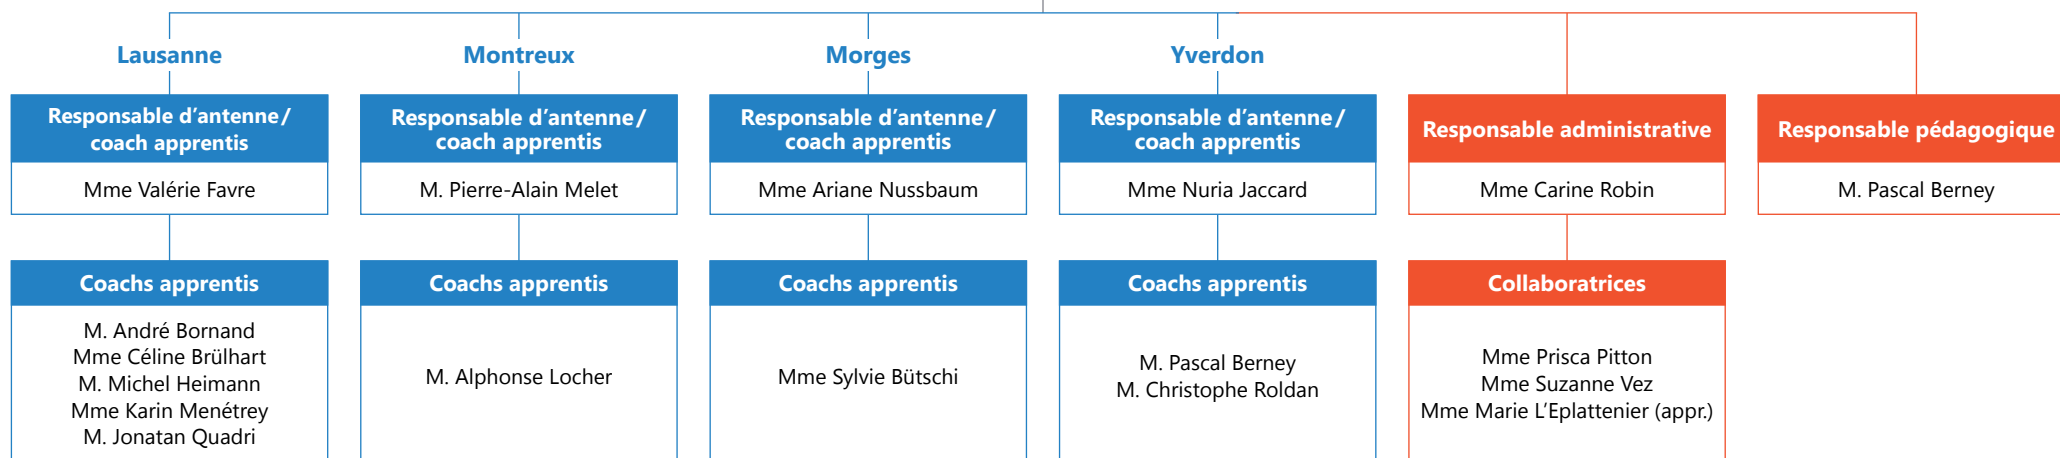 Lausanne
Montreux
Morges
Yverdon
Responsable d’antenne/
coach apprentis
Mme Valérie Favre
Responsable d’antenne/
coach apprentis
M. Pierre-Alain Melet
Responsable d’antenne/
coach apprentis
Mme Ariane Nussbaum
Responsable d’antenne/
coach apprentis
Mme Nuria Jaccard
Responsable administrative
Mme Carine Robin
Responsable pédagogique
M. Pascal Berney
Coachs apprentis
M. André Bornand
Mme Céline Brülhart
M. Michel Heimann
Mme Karin Menétrey
M. Jonatan Quadri
Coachs apprentis
M. Alphonse Locher
Coachs apprentis
Mme Sylvie Bütschi
Coachs apprentis
M. Pascal Berney
M. Christophe Roldan
Collaboratrices
Mme Prisca Pitton
Mme Suzanne Vez
Mme Marie L’Eplattenier (appr.)